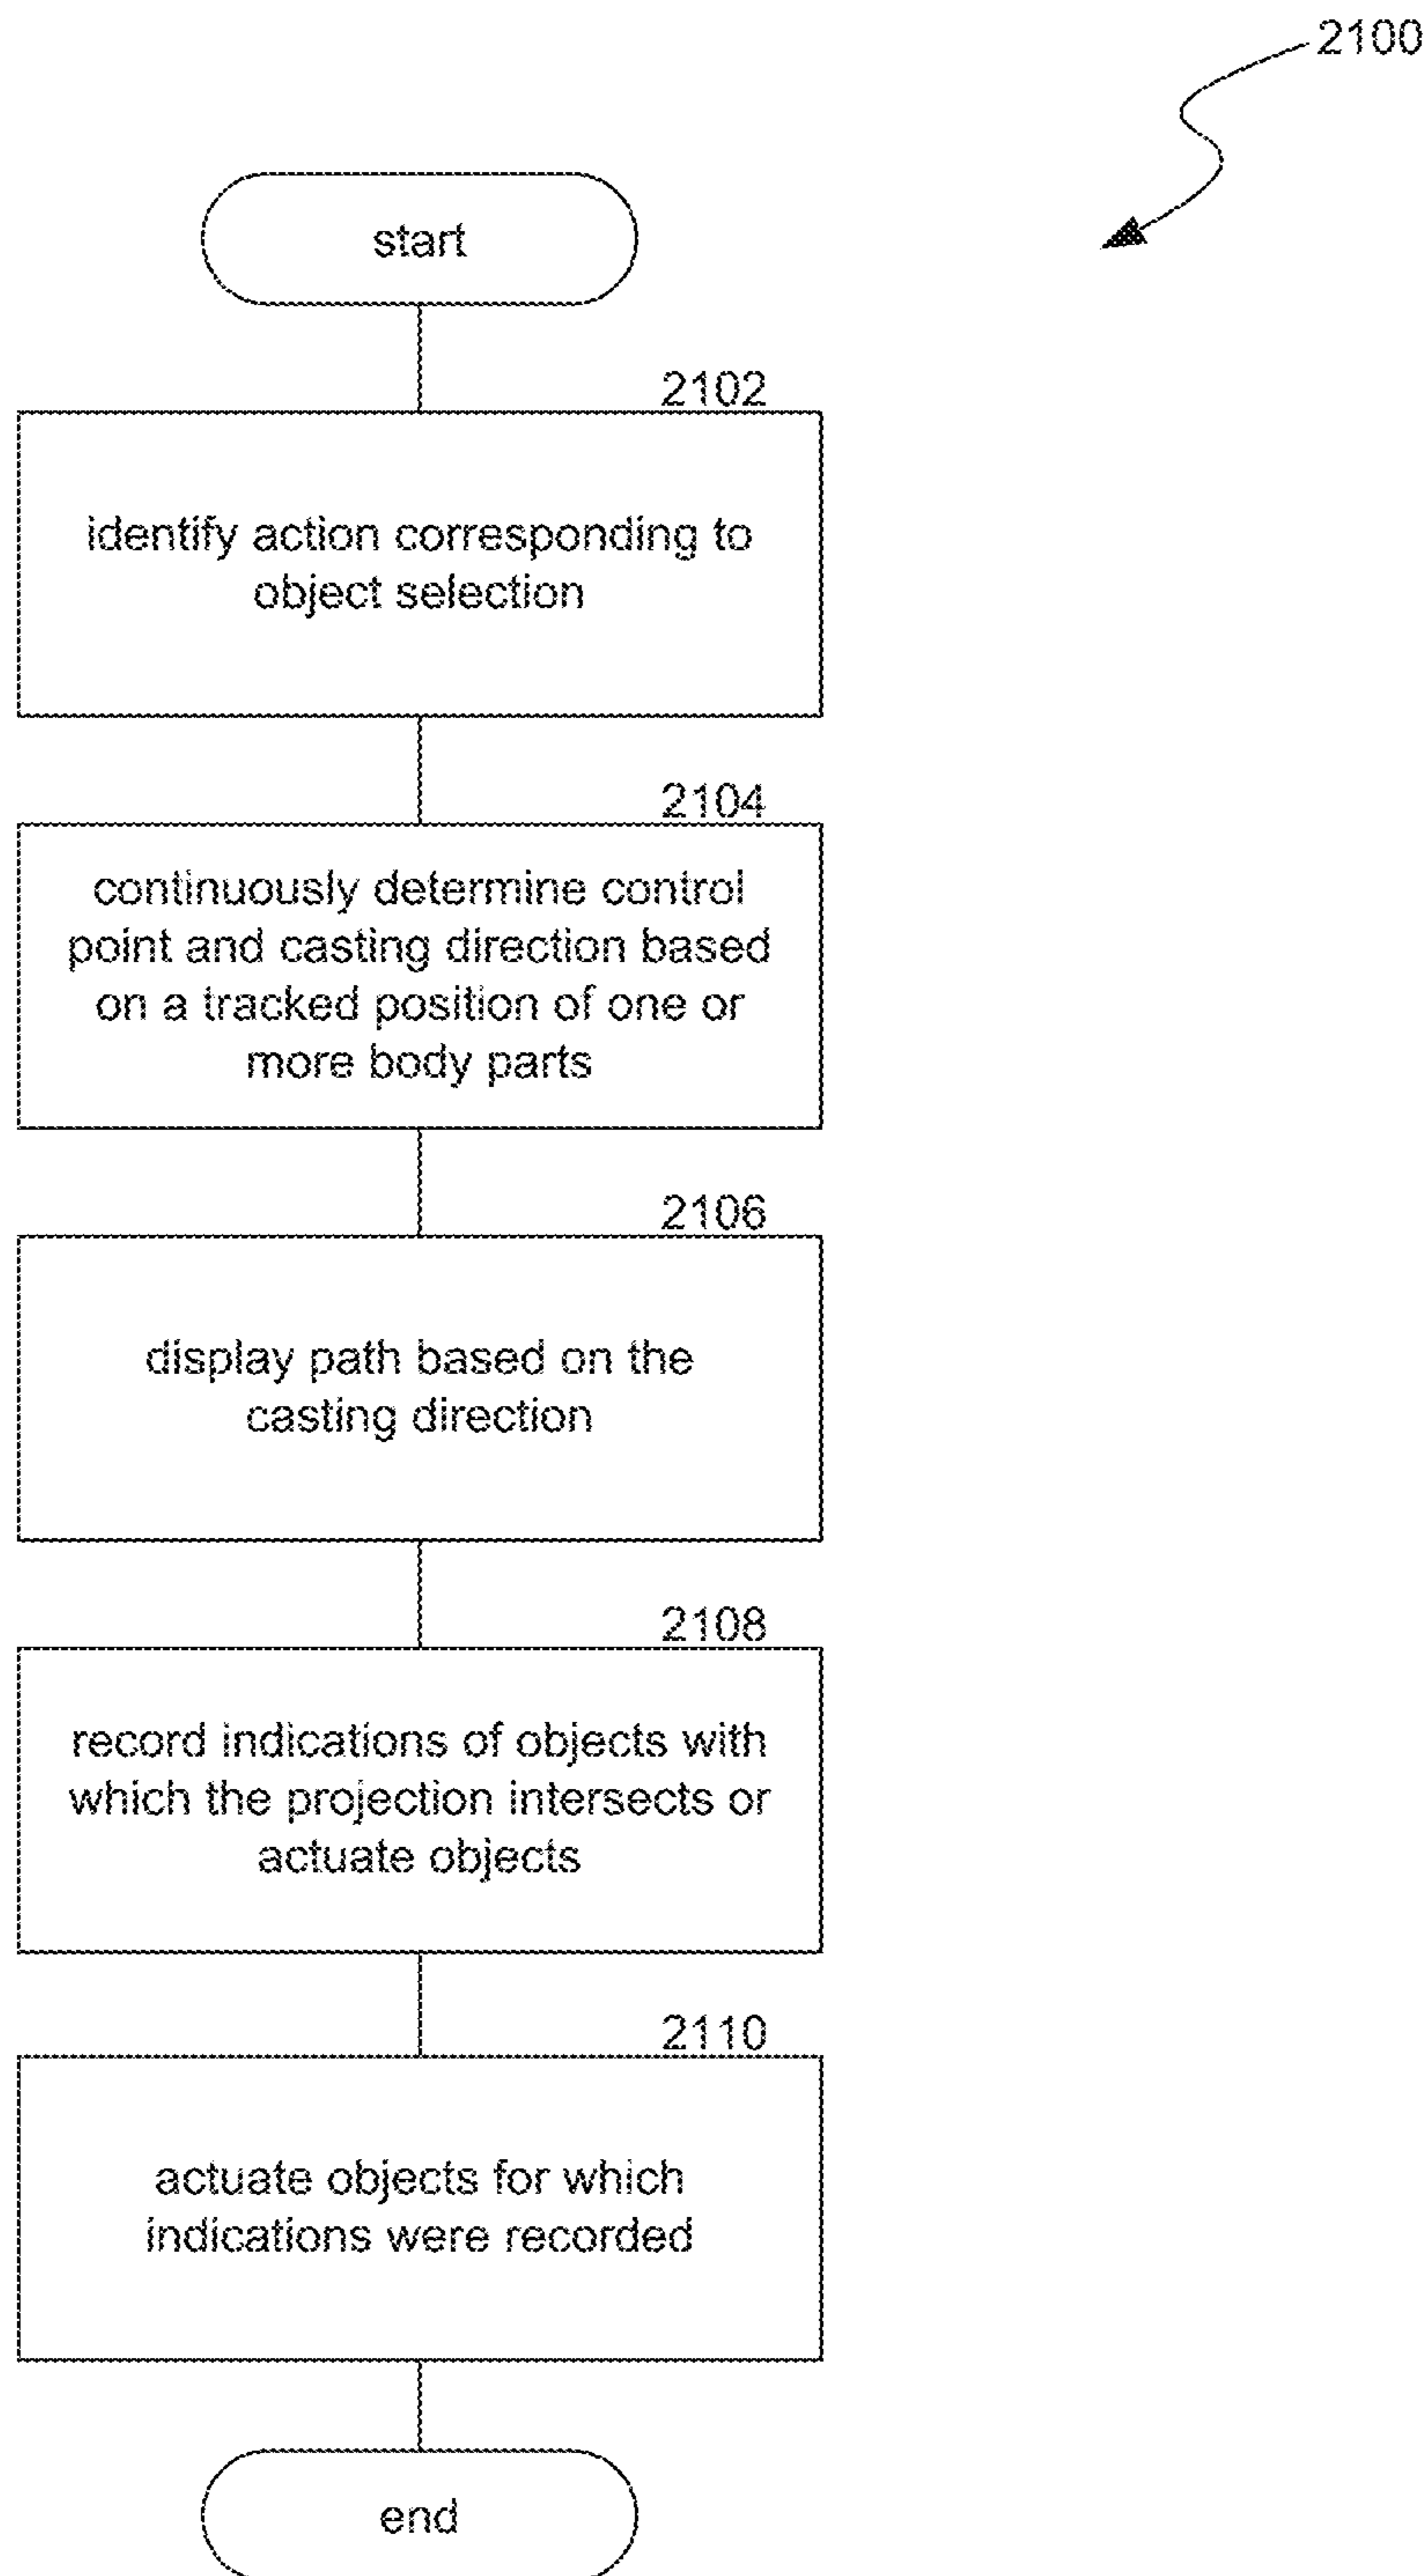 2100
start
2102
identify action corresponding to
object selection
2104
continuously determine control
point and casting direction based
on a tracked position of one or
more body parts
2106
display path based on the
casting direction
2108
record indications of objects with
which the projection intersects or
actuate objects
2110
actuate objects for which
indications were recorded
end